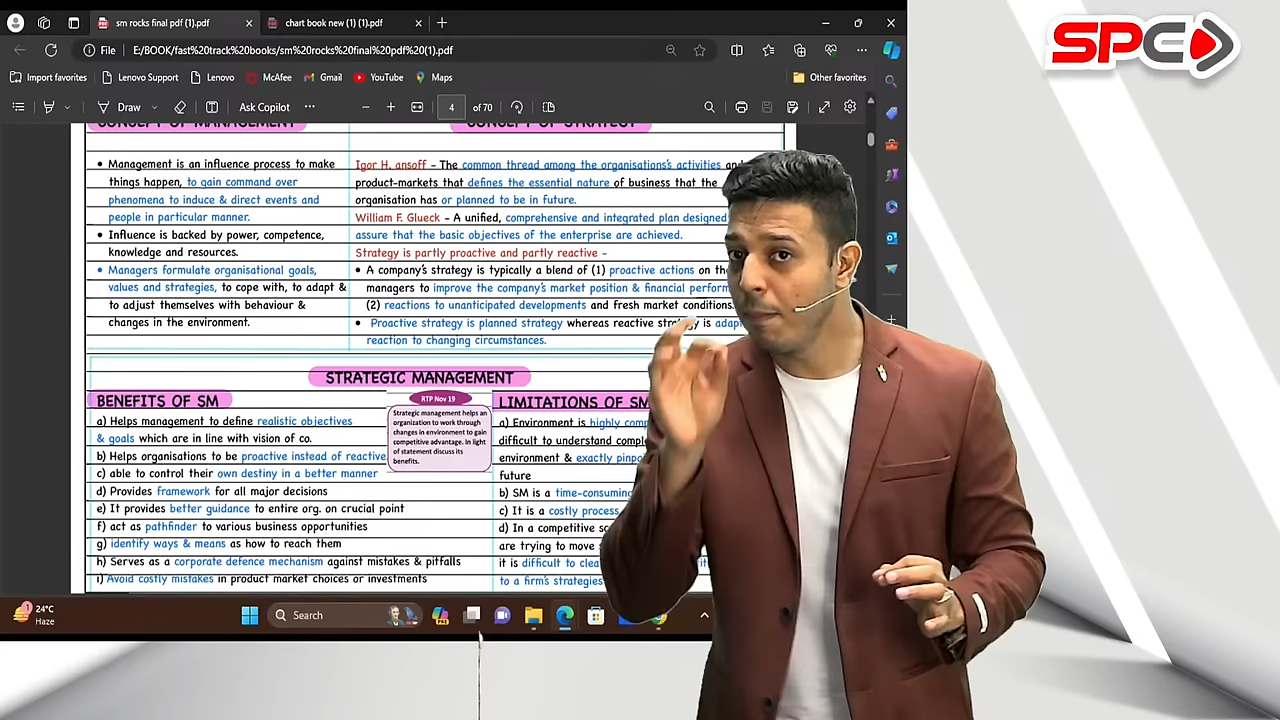 sm rocks final pdf (1).pdf
chart book new (1) (1).pdf
File
E:/BOOK/fast%20track%20books/sm%20rocks%20final%20pdf%20(1).pdf
Import favorites
Lenovo Support
Lenovo
McAfee
Gmail
YouTube
Maps
Other favorites
Draw
Ask Copilot
4
of 70
CONCEPT OF MANAGEMENT
• Management is an influence process to make
things happen, to gain command over
phenomena to induce & direct events and
people in particular manner.
• Influence is backed by power, competence,
knowledge and resources.
• Managers formulate organisational goals,
values and strategies, to cope with, to adapt &
to adjust themselves with behaviour &
changes in the environment.
CONCEPT OF STRATEGY
Igor H. ansoff – The common thread among the organisations's activities and
product-markets that defines the essential nature of business that the
organisation has or planned to be in future.
William F. Glueck – A unified, comprehensive and integrated plan designed
assure that the basic objectives of the enterprise are achieved.
Strategy is partly proactive and partly reactive –
• A company's strategy is typically a blend of (1) proactive actions on the
managers to improve the company's market position & financial
(2) reactions to unanticipated developments and fresh market conditions.
• Proactive strategy is planned strategy whereas reactive strategy is
reaction to changing circumstances.
STRATEGIC MANAGEMENT
BENEFITS OF SM
a) Helps management to define realistic objectives
& goals which are in line with vision of co.
b) Helps organisations to be proactive instead of reactive
c) able to control their own destiny in a better manner
d) Provides framework for all major decisions
e) It provides better guidance to entire org. on crucial point
f) act as pathfinder to various business opportunities
g) identify ways & means as how to reach them
h) Serves as a corporate defence mechanism against mistakes & pitfalls
i) Avoid costly mistakes in product market choices or investments
RTP Nov 19
Strategic management helps an
organization to work through
changes in environment to gain
competitive advantage. In light
of statement discuss its
benefits.
LIMITATIONS OF SM
a) Environment is highly
difficult to understand
environment & exactly
future
b) SM is a time-consuming
c) It is a costly process
d) In a competitive
are trying to move
it is difficult to
to a firm's strategies
24°C
Haze
1
Search
SPC